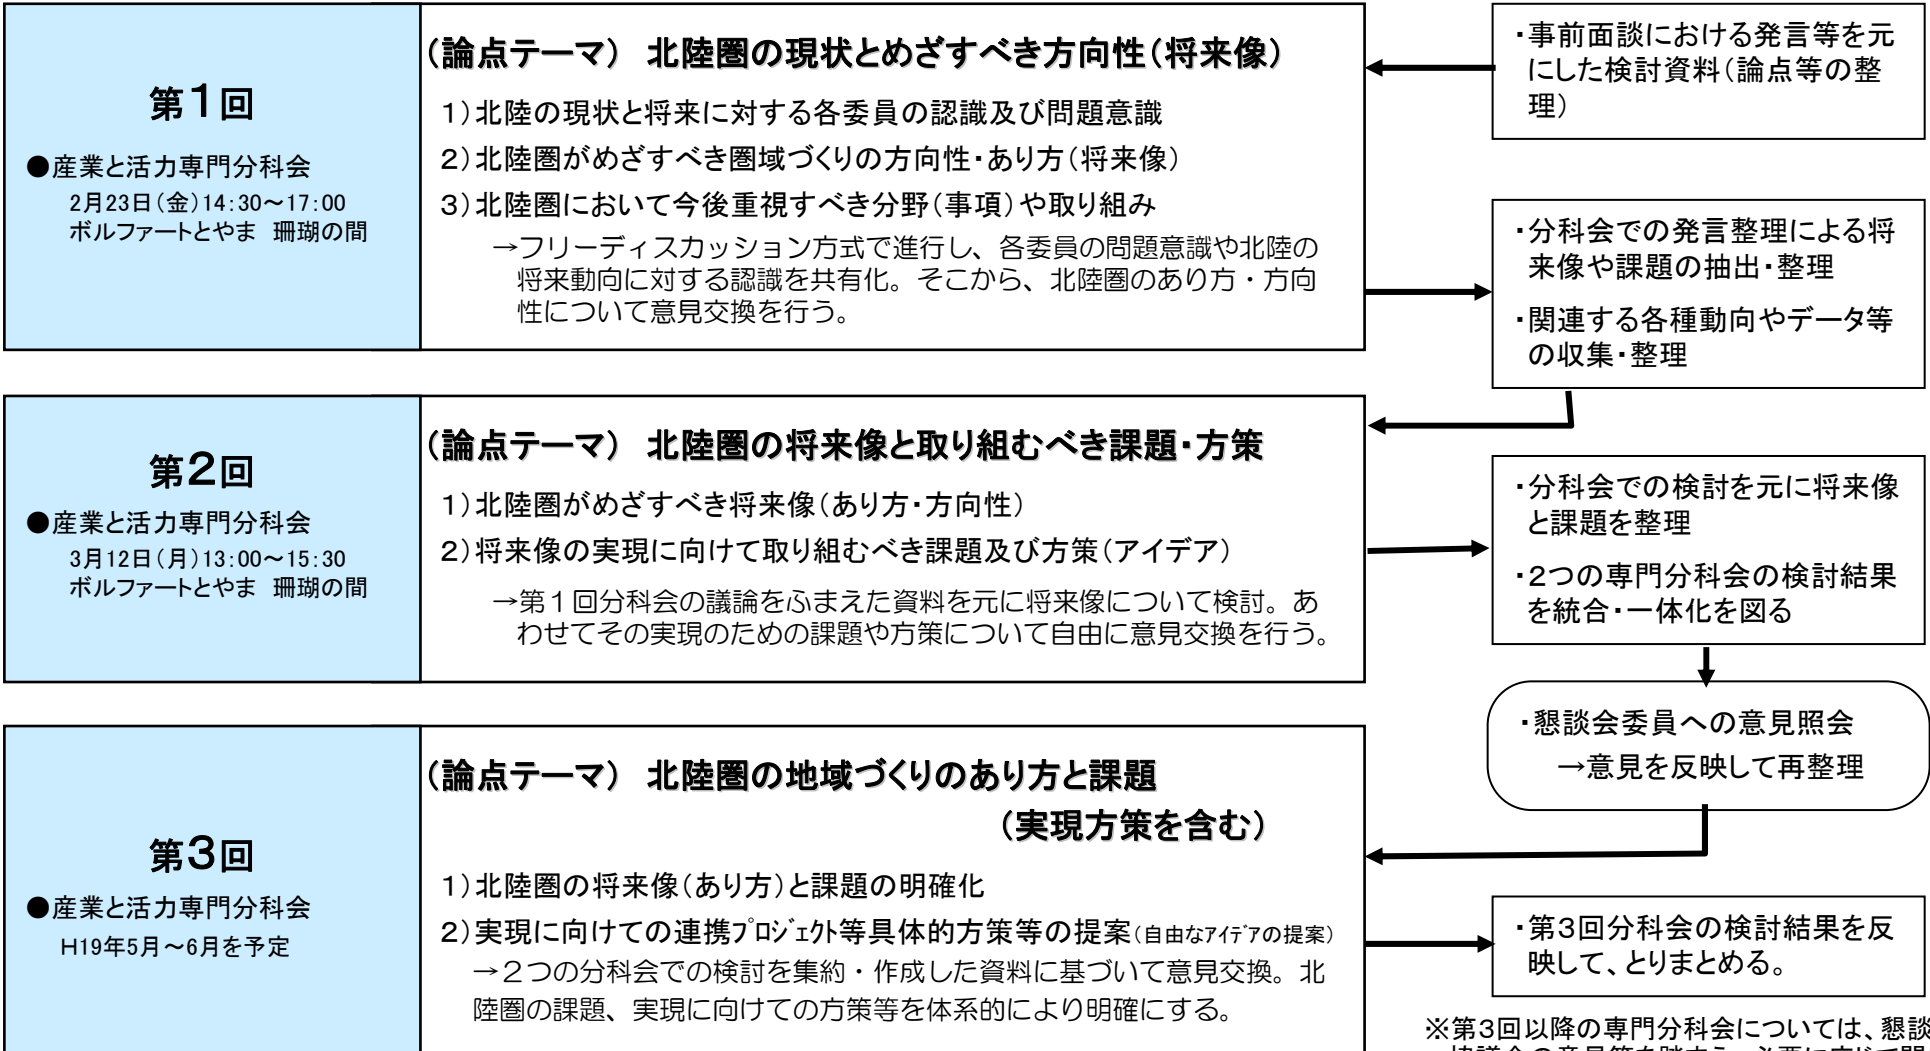 第1回
●産業と活力専門分科会
2月23日(金)14:30～17:00
ボルファートとやま 珊瑚の間
(論点テーマ) 北陸圏の現状とめざすべき方向性(将来像)
1)北陸の現状と将来に対する各委員の認識及び問題意識
2)北陸圏がめざすべき圏域づくりの方向性・あり方(将来像)
3)北陸圏において今後重視すべき分野(事項)や取り組み
→フリーディスカッション方式で進行し、各委員の問題意識や北陸の
将来動向に対する認識を共有化。そこから、北陸圏のあり方・方向
性について意見交換を行う。
・事前面談における発言等を元
にした検討資料(論点等の整
理)
・分科会での発言整理による将
来像や課題の抽出・整理
・関連する各種動向やデータ等
の収集・整理
第2回
●産業と活力専門分科会
3月12日(月)13:00～15:30
ボルファートとやま 珊瑚の間
(論点テーマ) 北陸圏の将来像と取り組むべき課題・方策
1)北陸圏がめざすべき将来像(あり方・方向性)
2)将来像の実現に向けて取り組むべき課題及び方策(アイデア)
→第1回分科会の議論をふまえた資料を元に将来像について検討。あ
わせてその実現のための課題や方策について自由に意見交換を行う。
・分科会での検討を元に将来像
と課題を整理
・2つの専門分科会の検討結果
を統合・一体化を図る
・懇談会委員への意見照会
→意見を反映して再整理
第3回
●産業と活力専門分科会
H19年5月～6月を予定
(論点テーマ) 北陸圏の地域づくりのあり方と課題
(実現方策を含む)
1)北陸圏の将来像(あり方)と課題の明確化
2)実現に向けての連携ﾌﾟﾛｼﾞｪｸﾄ等具体的方策等の提案(自由なｱｲﾃﾞｱの提案)
→2つの分科会での検討を集約・作成した資料に基づいて意見交換。北
陸圏の課題、実現に向けての方策等を体系的により明確にする。
・第3回分科会の検討結果を反
映して、とりまとめる。
※第3回以降の専門分科会については、懇談